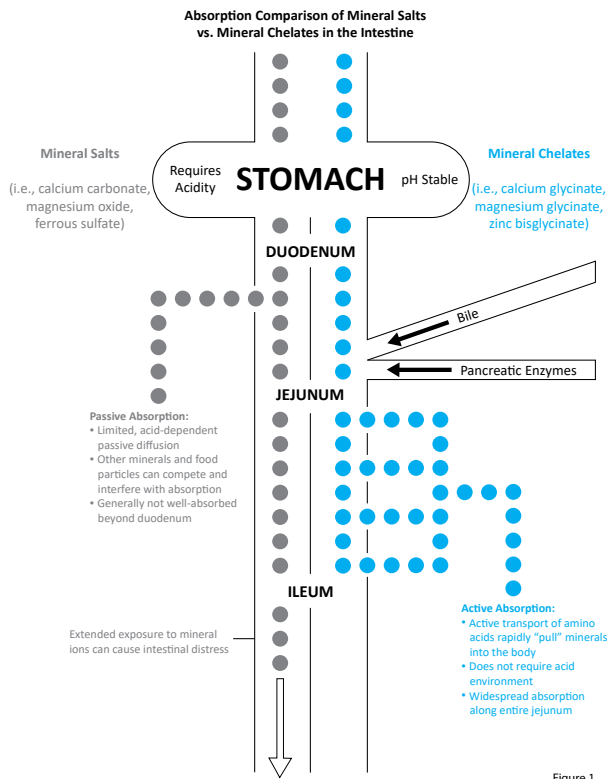 Absorption Comparison of Mineral Salts
vs. Mineral Chelates in the Intestine
Mineral Salts
(i.e., calcium carbonate,
magnesium oxide,
ferrous sulfate)
Requires
Acidity
STOMACH
pH Stable
Mineral Chelates
(i.e., calcium glycinate,
magnesium glycinate,
zinc bisglycinate)
DUODENUM
Bile
Pancreatic Enzymes
JEJUNUM
Passive Absorption:
• Limited, acid-dependent
passive diffusion
• Other minerals and food
particles can compete and
interfere with absorption
• Generally not well-absorbed
beyond duodenum
ILEUM
Active Absorption:
• Active transport of amino
acids rapidly “pull” minerals
into the body
• Does not require acid
environment
• Widespread absorption
along entire jejunum
Extended exposure to mineral
ions can cause intestinal distress
Figure 1